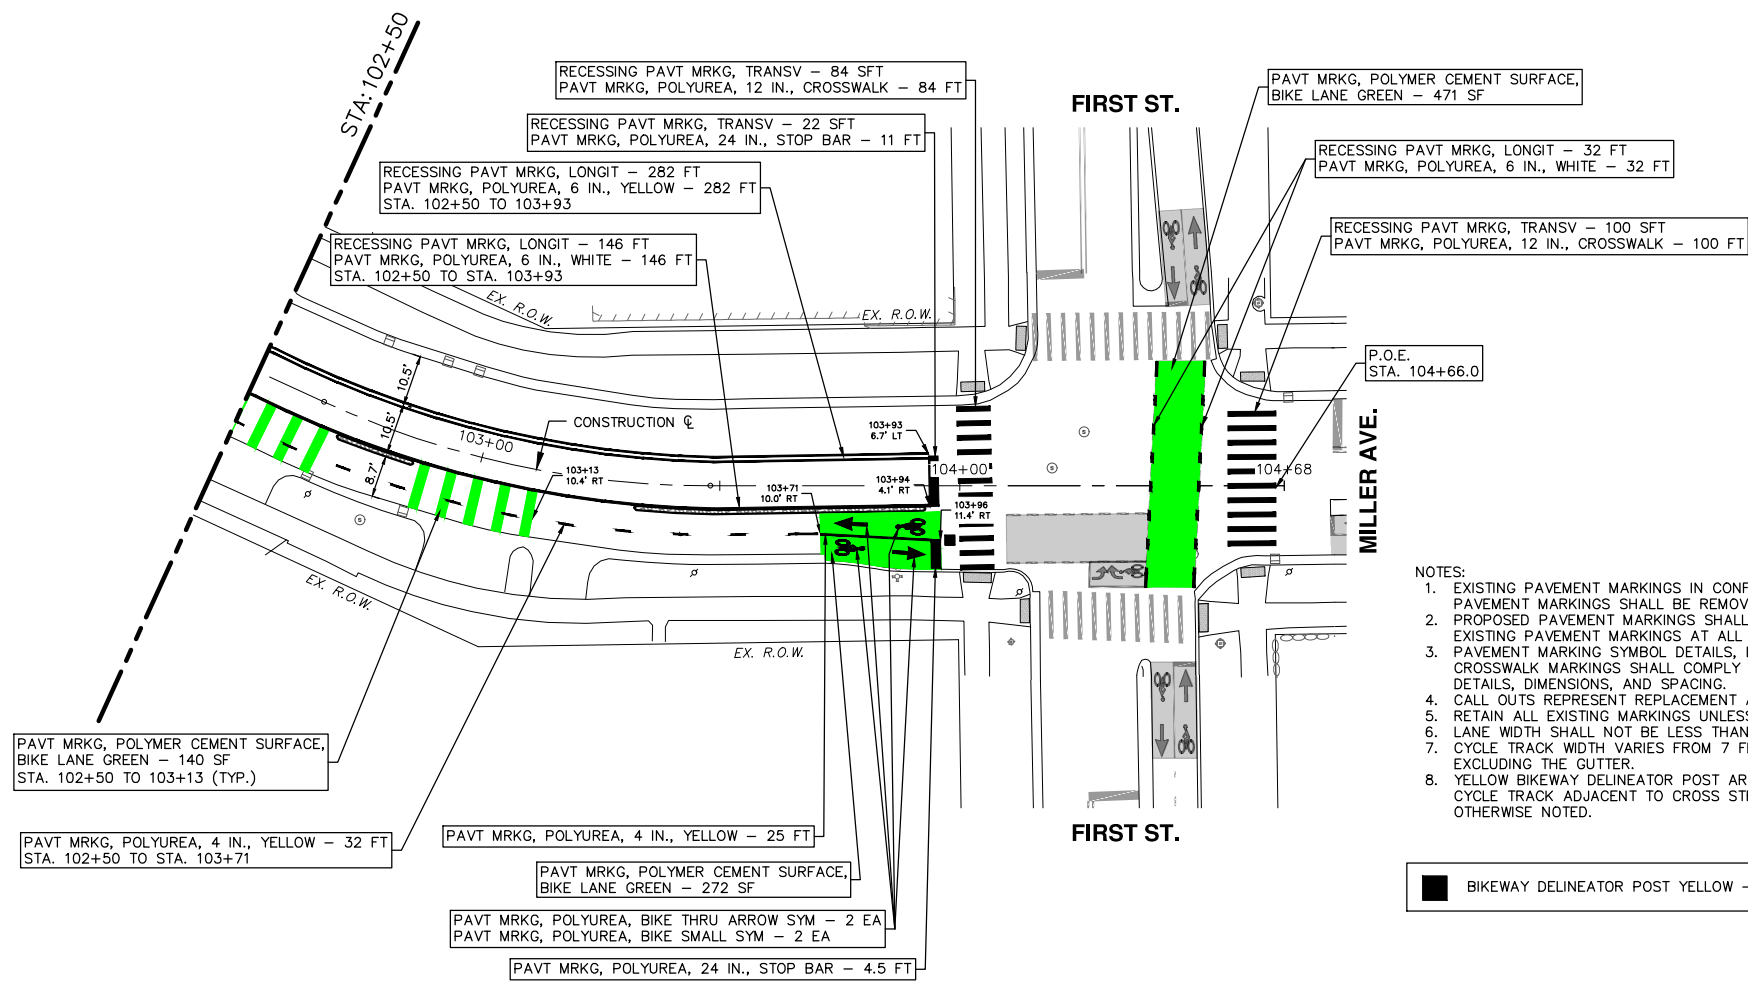 STA: 102+50
RECESSING PAVT MRKG, TRANSV – 84 SFT
PAVT MRKG, POLYUREA, 12 IN., CROSSWALK – 84 FT
RECESSING PAVT MRKG, TRANSV – 22 SFT
PAVT MRKG, POLYUREA, 24 IN., STOP BAR – 11 FT
RECESSING PAVT MRKG, LONGIT – 282 FT
PAVT MRKG, POLYUREA, 6 IN., YELLOW – 282 FT
STA. 102+50 TO 103+93
RECESSING PAVT MRKG, LONGIT – 146 FT
PAVT MRKG, POLYUREA, 6 IN., WHITE – 146 FT
STA. 102+50 TO STA. 103+93
FIRST ST.
PAVT MRKG, POLYMER CEMENT SURFACE,
BIKE LANE GREEN – 471 SF
RECESSING PAVT MRKG, LONGIT – 32 FT
PAVT MRKG, POLYUREA, 6 IN., WHITE – 32 FT
RECESSING PAVT MRKG, TRANSV – 100 SFT
PAVT MRKG, POLYUREA, 12 IN., CROSSWALK – 100 FT
EX. R.O.W.
EX. R.O.W.
P.O.E.
STA. 104+66.0
10.5'
10.5'
8.7'
CONSTRUCTION ℄
103+00
103+13
10.4' RT
103+71
10.0' RT
103+93
6.7' LT
103+94
4.1' RT
103+96
11.4' RT
104+00
104+68
MILLER AVE.
EX. R.O.W.
EX. R.O.W.
S
S
S
NOTES:
1. EXISTING PAVEMENT MARKINGS IN CONF
PAVEMENT MARKINGS SHALL BE REMOV
2. PROPOSED PAVEMENT MARKINGS SHALL
EXISTING PAVEMENT MARKINGS AT ALL
3. PAVEMENT MARKING SYMBOL DETAILS,
CROSSWALK MARKINGS SHALL COMPLY
DETAILS, DIMENSIONS, AND SPACING.
4. CALL OUTS REPRESENT REPLACEMENT
5. RETAIN ALL EXISTING MARKINGS UNLESS
6. LANE WIDTH SHALL NOT BE LESS THAN
7. CYCLE TRACK WIDTH VARIES FROM 7 F
EXCLUDING THE GUTTER.
8. YELLOW BIKEWAY DELINEATOR POST AR
CYCLE TRACK ADJACENT TO CROSS ST
OTHERWISE NOTED.
PAVT MRKG, POLYMER CEMENT SURFACE,
BIKE LANE GREEN – 140 SF
STA. 102+50 TO 103+13 (TYP.)
PAVT MRKG, POLYUREA, 4 IN., YELLOW – 32 FT
STA. 102+50 TO STA. 103+71
PAVT MRKG, POLYUREA, 4 IN., YELLOW – 25 FT
PAVT MRKG, POLYMER CEMENT SURFACE,
BIKE LANE GREEN – 272 SF
PAVT MRKG, POLYUREA, BIKE THRU ARROW SYM – 2 EA
PAVT MRKG, POLYUREA, BIKE SMALL SYM – 2 EA
PAVT MRKG, POLYUREA, 24 IN., STOP BAR – 4.5 FT
FIRST ST.
BIKEWAY DELINEATOR POST YELLOW –